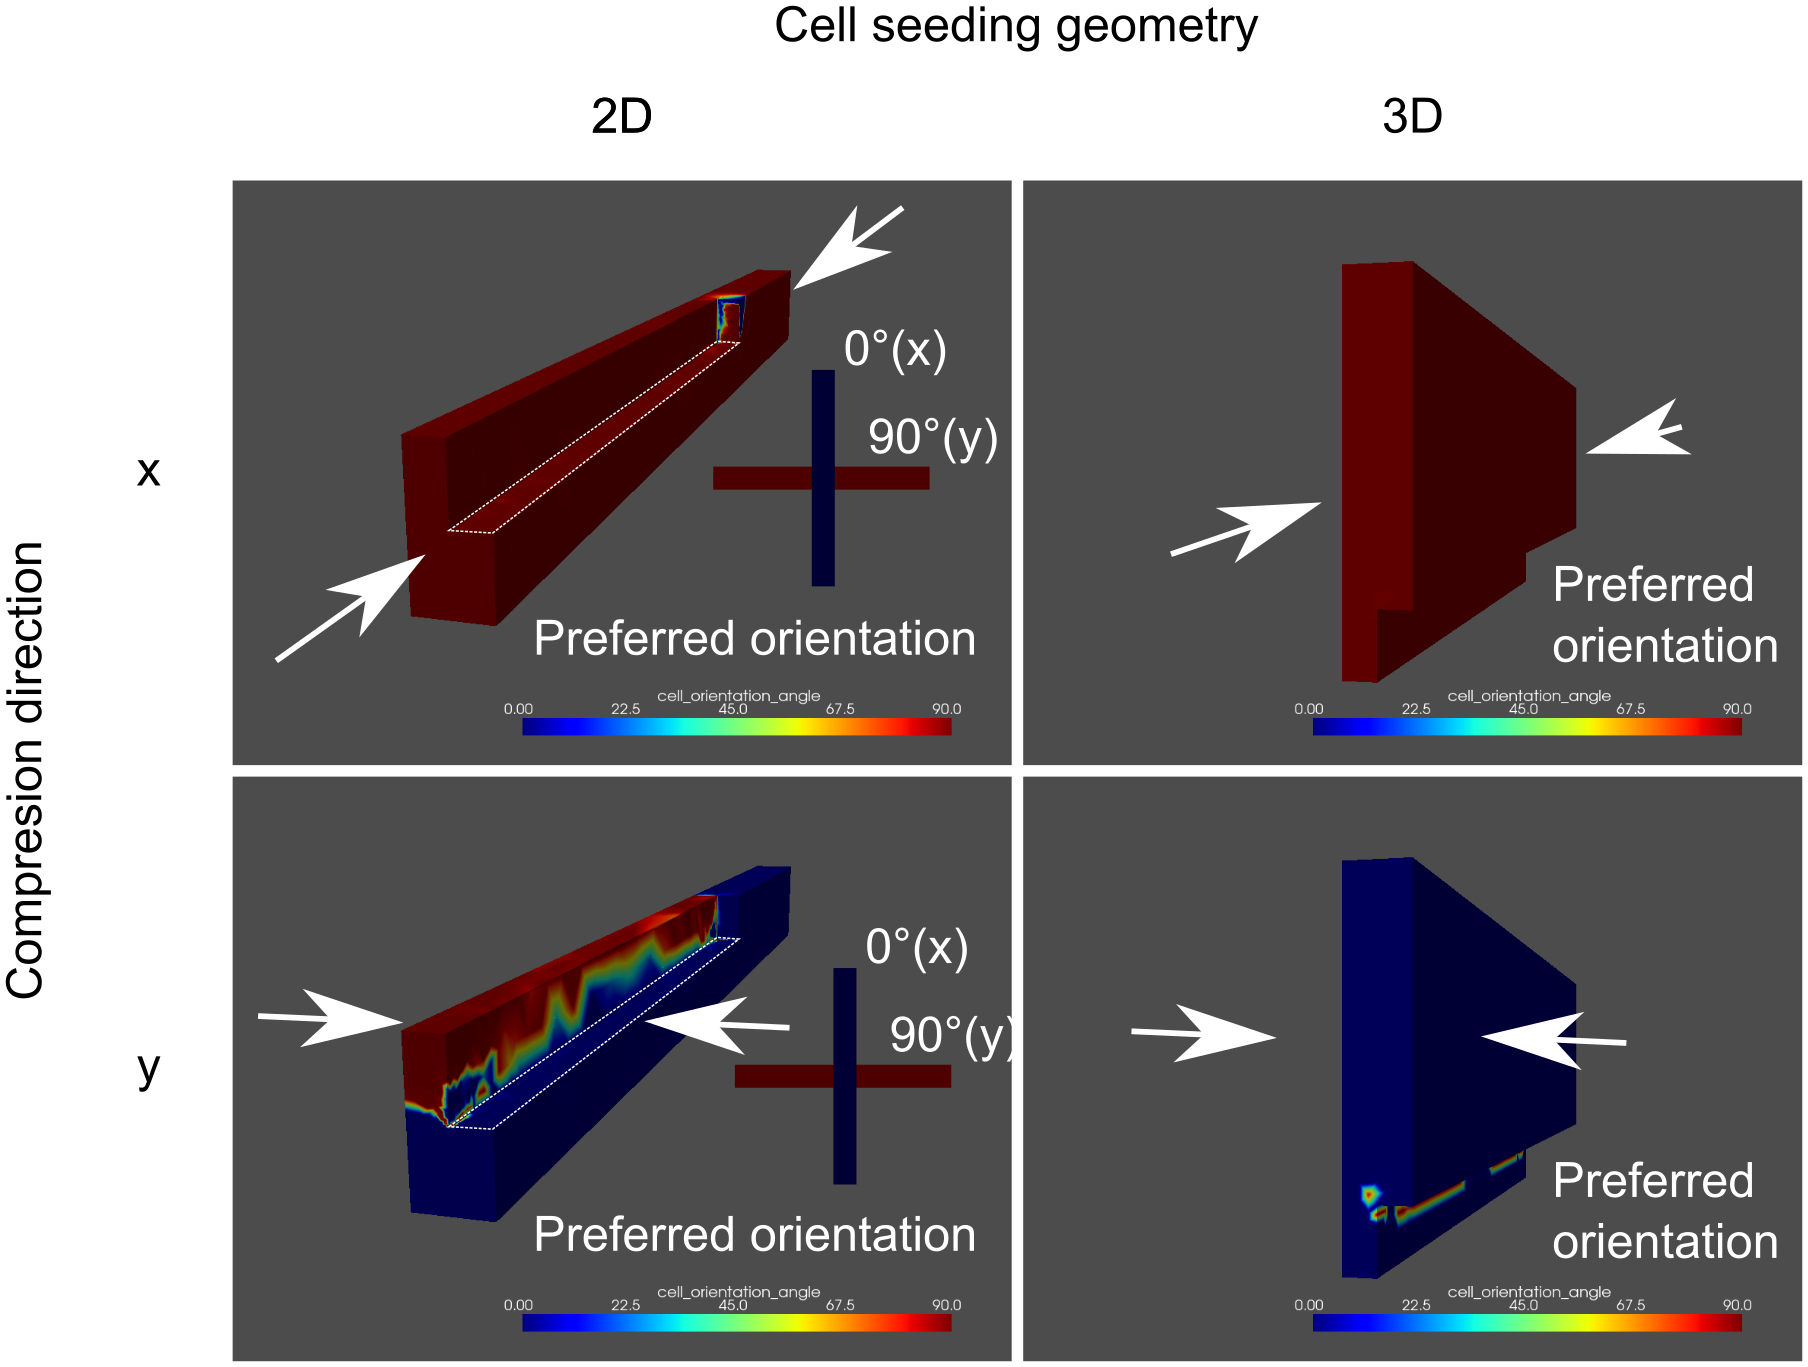 Cell seeding geometry
2D
3D
Compresion direction
x
0°(x)
90°(y)
Preferred orientation
cell_orientation_angle
0.00 22.5 45.0 67.5 90.0
Preferred
orientation
cell_orientation_angle
0.00 22.5 45.0 67.5 90.0
y
0°(x)
90°(y)
Preferred orientation
cell_orientation_angle
0.00 22.5 45.0 67.5 90.0
Preferred
orientation
cell_orientation_angle
0.00 22.5 45.0 67.5 90.0